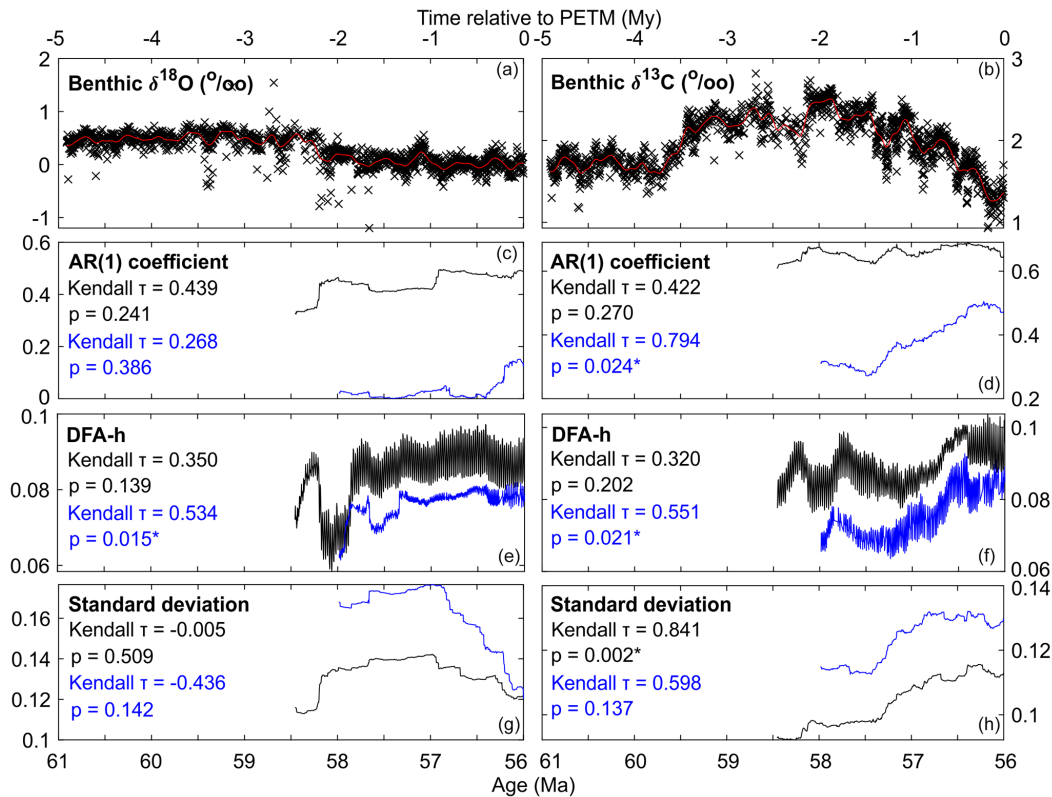 Time relative to PETM (My)
-5 -4 -3 -2 -1 0 -5 -4 -3 -2 -1 0
2 Benthic δ¹⁸O (°/oo) (a)
1
0
-1
Benthic δ¹³C (°/oo) (b) 3
2
1
0.6 AR(1) coefficient (c)
Kendall τ = 0.439
0.4 p = 0.241
Kendall τ = 0.268
0.2 p = 0.386
0
AR(1) coefficient
Kendall τ = 0.422 0.6
p = 0.270
Kendall τ = 0.794 0.4
p = 0.024*
(d) 0.2
0.1 DFA-h
Kendall τ = 0.350
0.08 p = 0.139
Kendall τ = 0.534
p = 0.015* (e)
0.06
DFA-h 0.1
Kendall τ = 0.320
p = 0.202 0.08
Kendall τ = 0.551
p = 0.021* (f)
0.06
Standard deviation
0.16 Kendall τ = -0.005
p = 0.509
0.14 Kendall τ = -0.436
p = 0.142
0.12 (g)
0.1
Standard deviation 0.14
Kendall τ = 0.841
p = 0.002* 0.12
Kendall τ = 0.598
p = 0.137 0.1
(h)
61 60 59 58 57 56 61 60 59 58 57 56
Age (Ma)